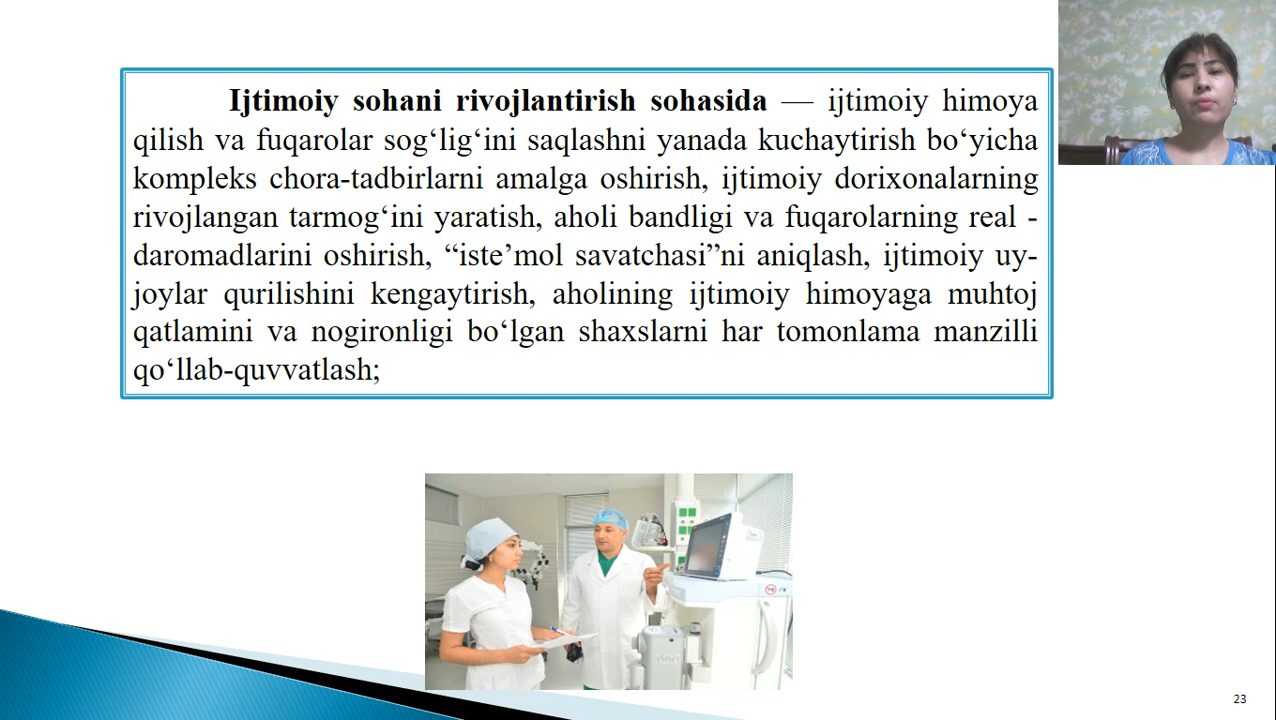 Ijtimoiy sohani rivojlantirish sohasida — ijtimoiy himoya
qilish va fuqarolar sog‘lig‘ini saqlashni yanada kuchaytirish bo‘yicha
kompleks chora-tadbirlarni amalga oshirish, ijtimoiy dorixonalarning
rivojlangan tarmog‘ini yaratish, aholi bandligi va fuqarolarning real -
daromadlarini oshirish, “iste’mol savatchasi”ni aniqlash, ijtimoiy uy-
joylar qurilishini kengaytirish, aholining ijtimoiy himoyaga muhtoj
qatlamini va nogironligi bo‘lgan shaxslarni har tomonlama manzilli
qo‘llab-quvvatlash;
23